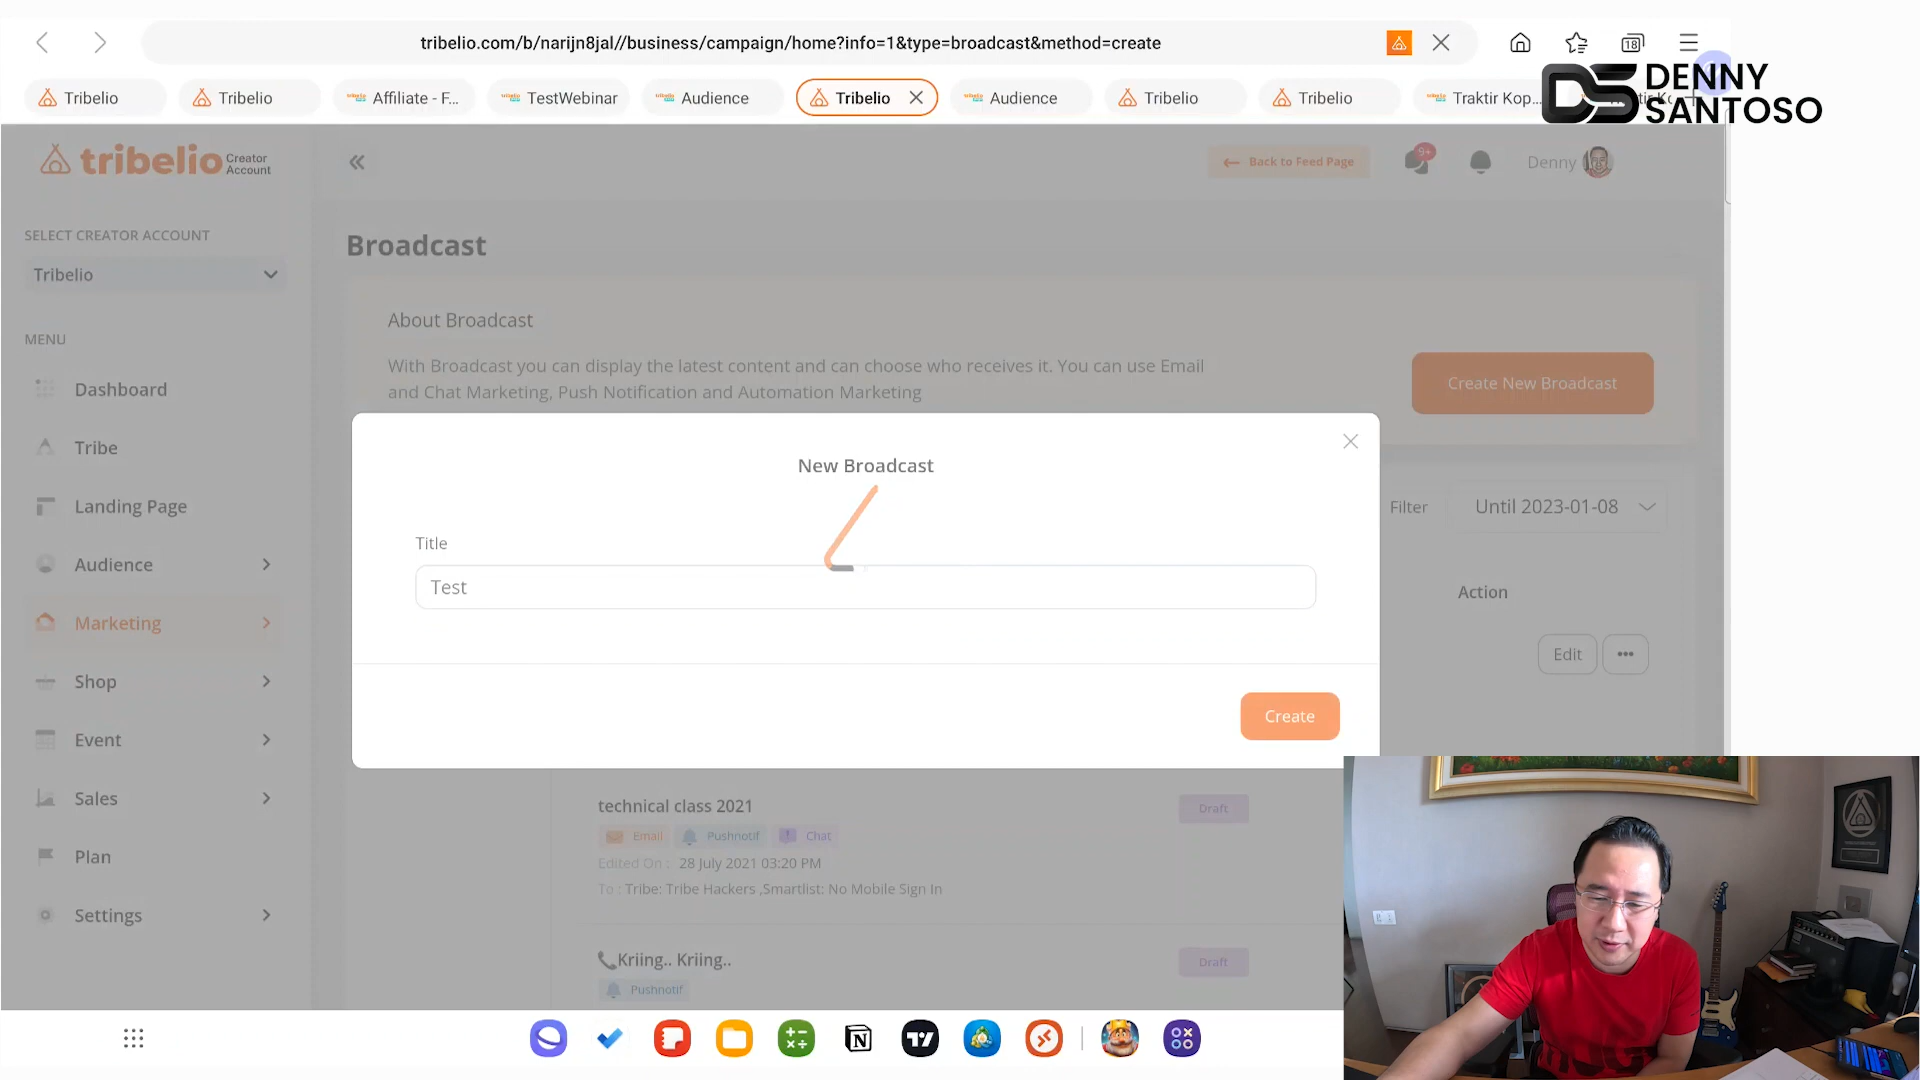 tribelio.com/b/narijn8jal//business/campaign/home?info=1&type=broadcast&method=create
18
Tribelio
Tribelio
Affiliate - F...
TestWebinar
Audience
Tribelio
Audience
Tribelio
Tribelio
Traktir Kop...
DS DENNY SANTOSO
tribelio Creator Account
Back to Feed Page
9+
Denny
SELECT CREATOR ACCOUNT
Tribelio
MENU
Dashboard
Tribe
Landing Page
Audience
Marketing
Shop
Event
Sales
Plan
Settings
Broadcast
About Broadcast
With Broadcast you can display the latest content and can choose who receives it. You can use Email
and Chat Marketing, Push Notification and Automation Marketing
Create New Broadcast
Filter
Until 2023-01-08
Action
Edit
New Broadcast
Title
Test
Create
technical class 2021
Draft
Email Pushnotif Chat
Edited On : 28 July 2021 03:20 PM
To : Tribe: Tribe Hackers ,Smartlist: No Mobile Sign In
📞Kriing.. Kriing..
Draft
Pushnotif